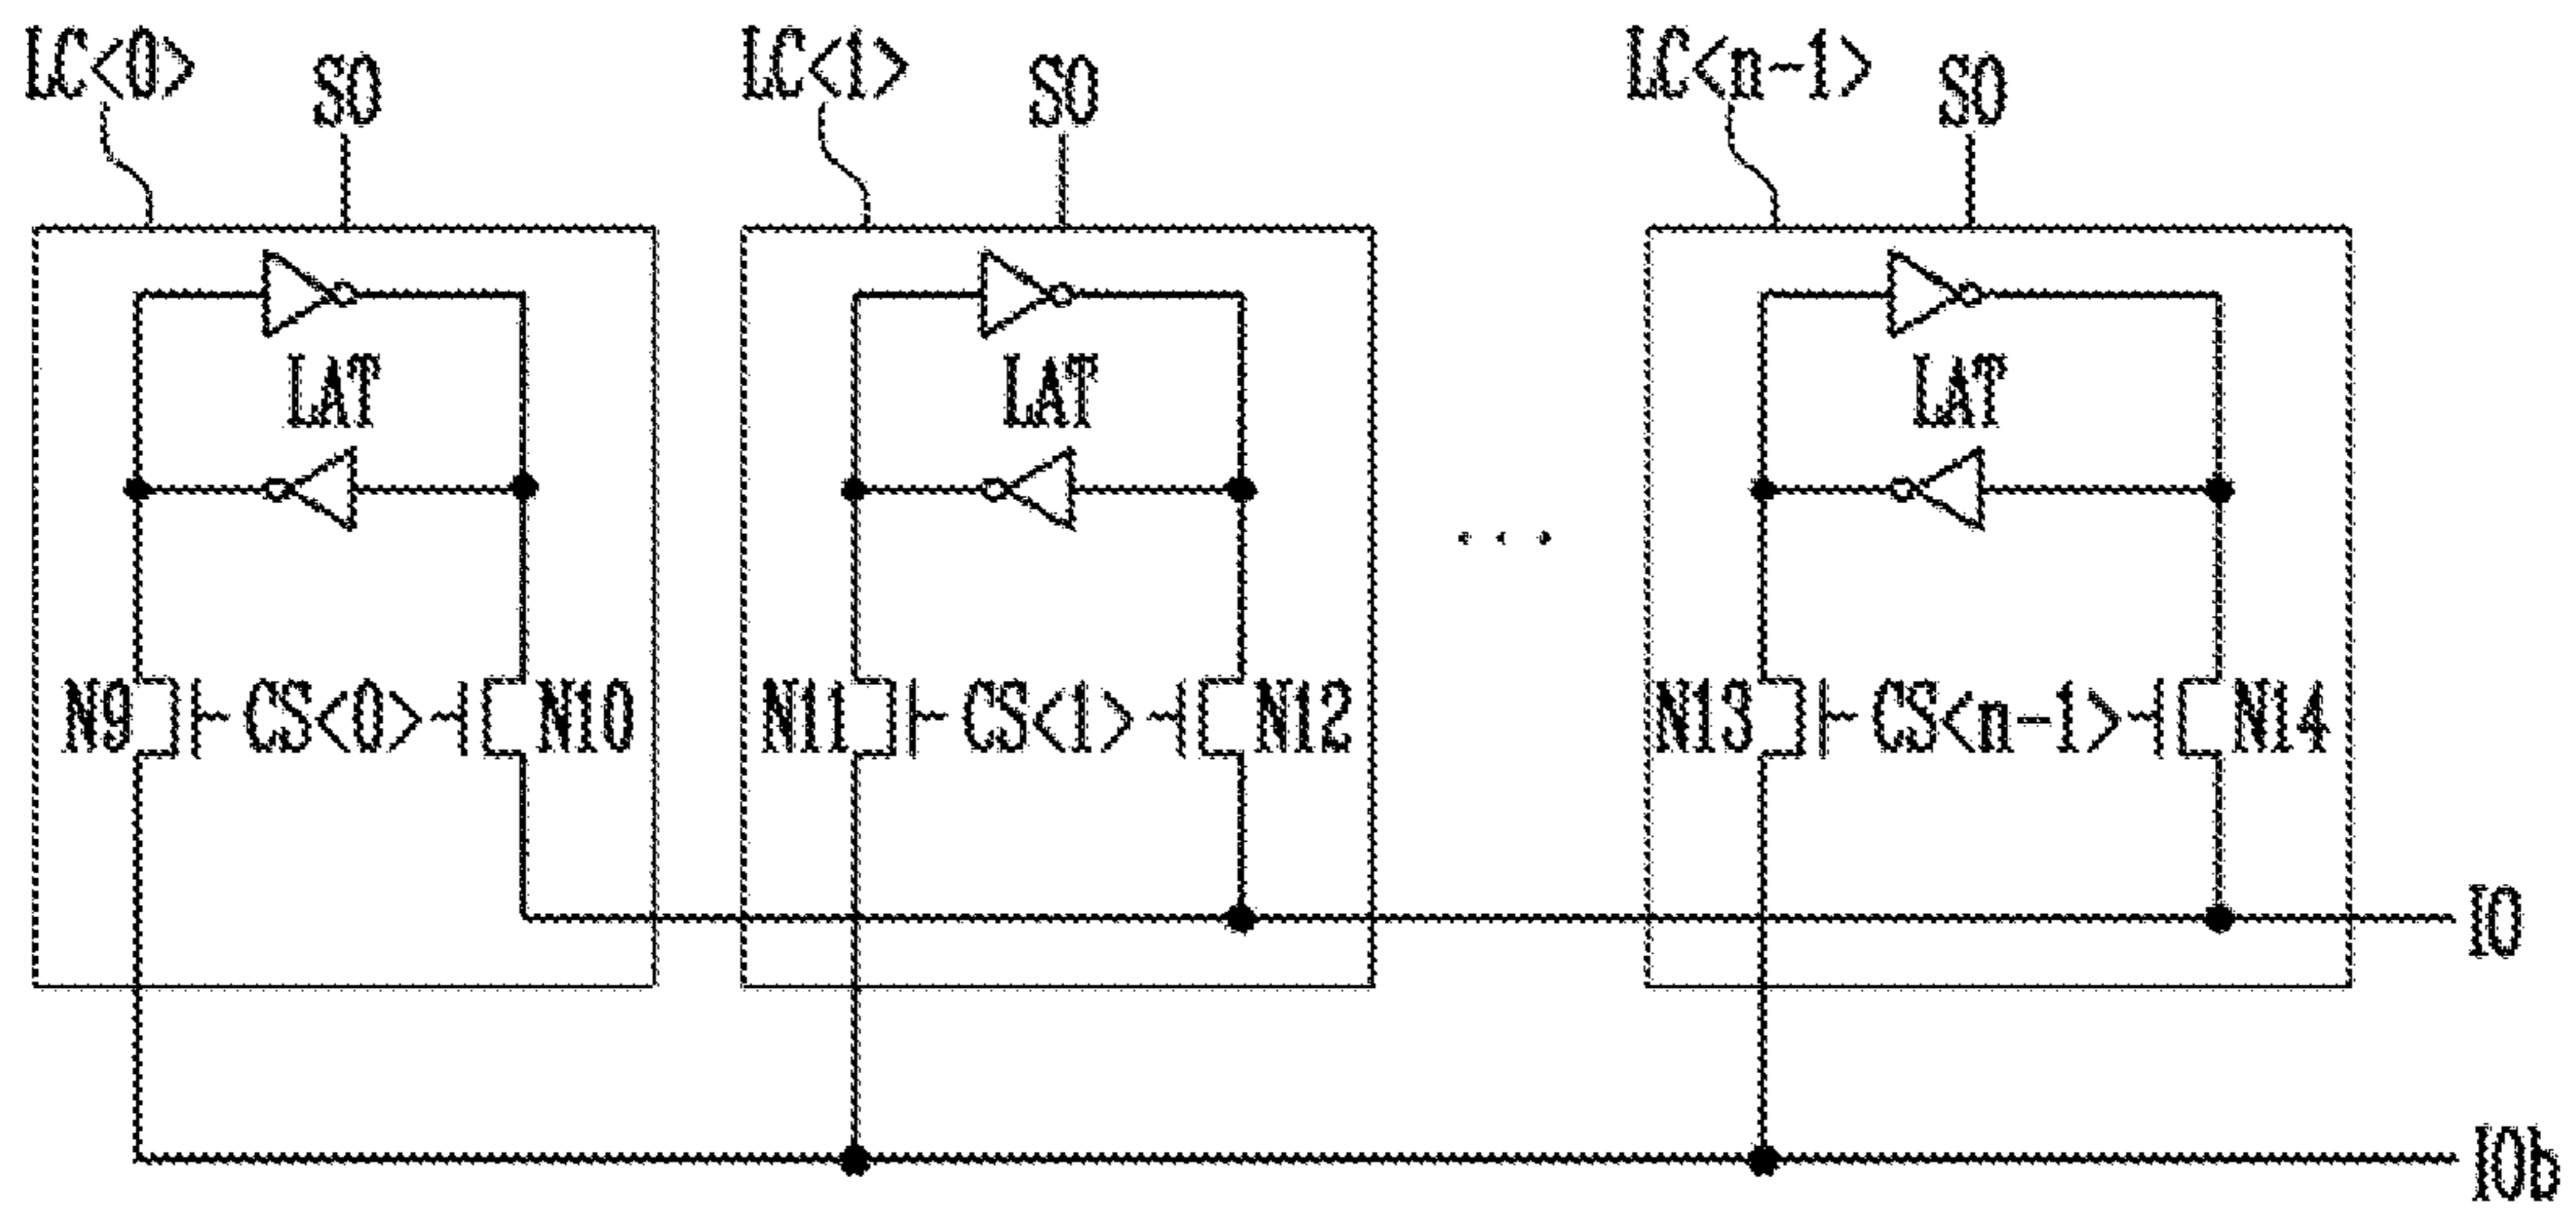 LC<0> SO LC<1> SO LC<n-1> SO
LAT LAT LAT
...
N9 CS<0> N10 N11 CS<1> N12 N13 CS<n-1> N14
IO
IOb